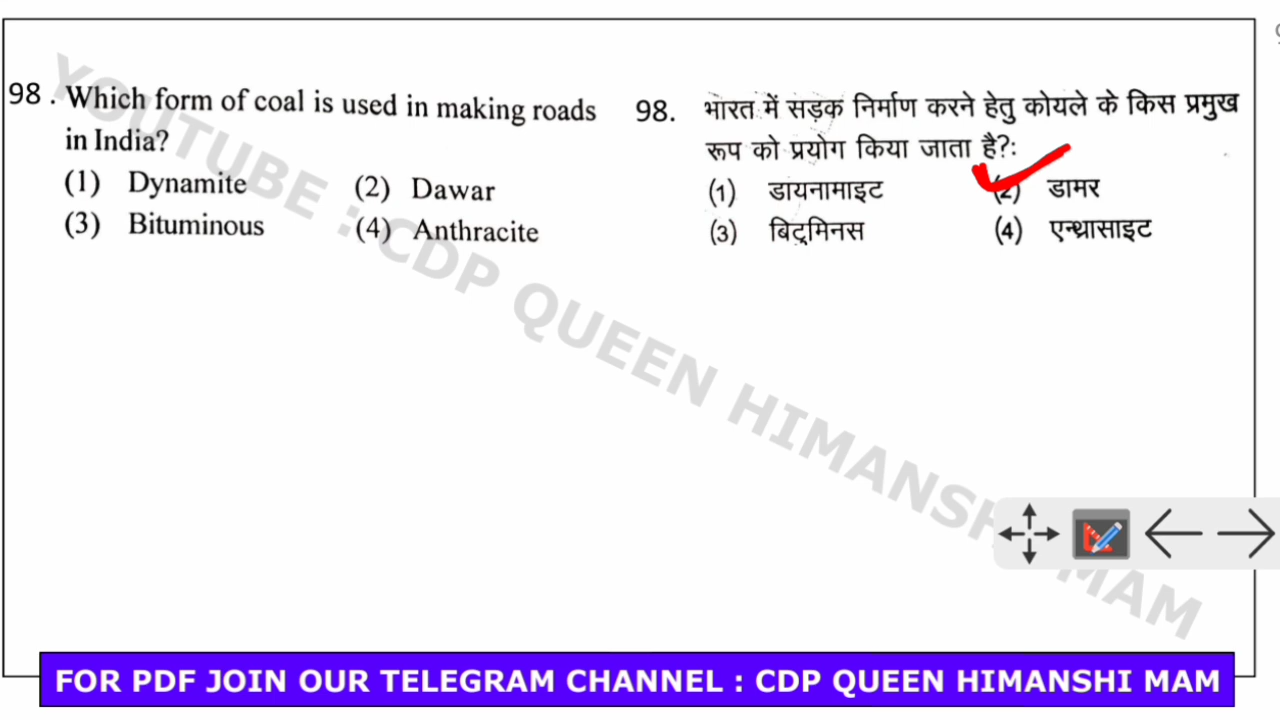 98 . Which form of coal is used in making roads
in India?
(1) Dynamite (2) Dawar
(3) Bituminous (4) Anthracite
98. भारत में सड़क निर्माण करने हेतु कोयले के किस प्रमुख
रूप को प्रयोग किया जाता है?ः
(1) डायनामाइट (2) डामर
(3) बिटुमिनस (4) एन्थ्रासाइट
YOUTUBE : CDP QUEEN HIMANSHI MAM
FOR PDF JOIN OUR TELEGRAM CHANNEL : CDP QUEEN HIMANSHI MAM